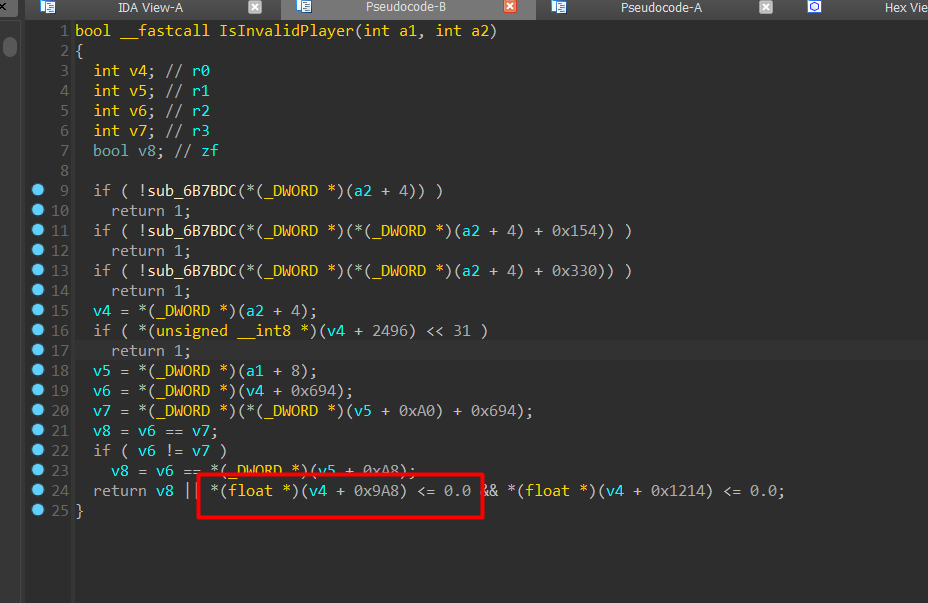 IDA View-A Pseudocode-B Pseudocode-A Hex Vie
1 bool __fastcall IsInvalidPlayer(int a1, int a2)
2 {
3 int v4; // r0
4 int v5; // r1
5 int v6; // r2
6 int v7; // r3
7 bool v8; // zf
8
9 if ( !sub_6B7BDC(*(_DWORD *)(a2 + 4)) )
10 return 1;
11 if ( !sub_6B7BDC(*(_DWORD *)(*(_DWORD *)(a2 + 4) + 0x154)) )
12 return 1;
13 if ( !sub_6B7BDC(*(_DWORD *)(*(_DWORD *)(a2 + 4) + 0x330)) )
14 return 1;
15 v4 = *(_DWORD *)(a2 + 4);
16 if ( *(unsigned __int8 *)(v4 + 2496) << 31 )
17 return 1;
18 v5 = *(_DWORD *)(a1 + 8);
19 v6 = *(_DWORD *)(v4 + 0x694);
20 v7 = *(_DWORD *)(*(_DWORD *)(v5 + 0xA0) + 0x694);
21 v8 = v6 == v7;
22 if ( v6 != v7 )
23 v8 = v6 == *(_DWORD *)(v5 + 0xA8);
24 return v8 || *(float *)(v4 + 0x9A8) <= 0.0 && *(float *)(v4 + 0x1214) <= 0.0;
25 }